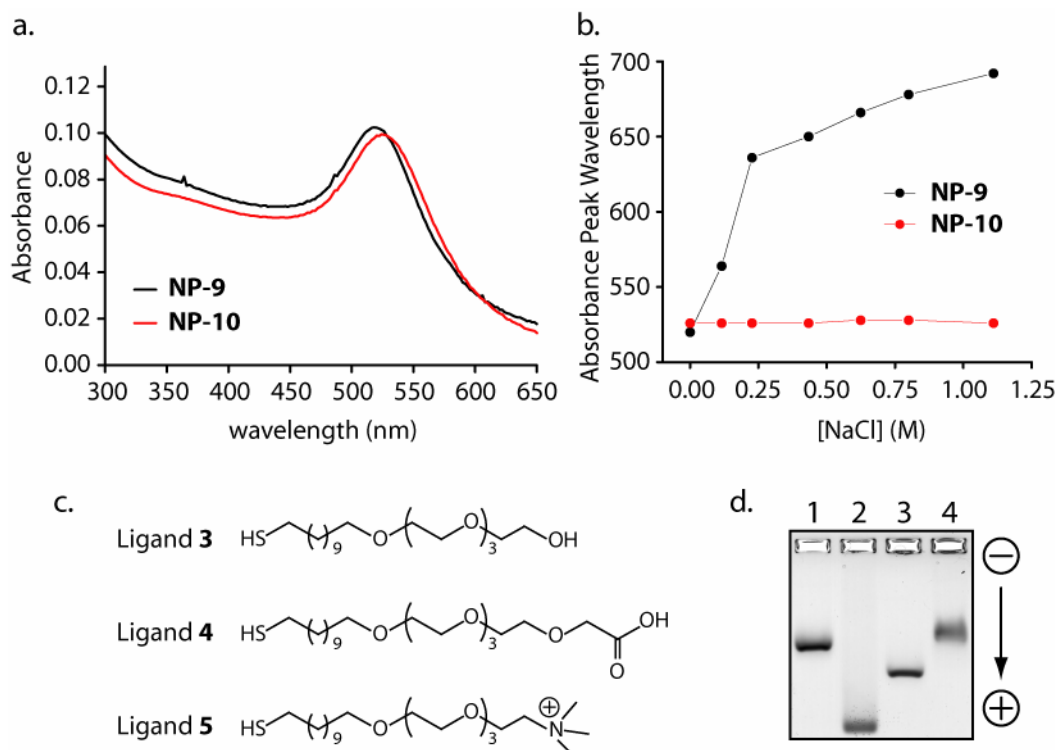 a.
0.12
0.10
0.08
0.06
0.04
0.02
0.00
Absorbance
NP-9
NP-10
300 350 400 450 500 550 600 650
wavelength (nm)
b.
700
650
600
550
500
Absorbance Peak Wavelength
NP-9
NP-10
0.00 0.25 0.50 0.75 1.00 1.25
[NaCl] (M)
c.
Ligand 3 HS ( )9 O ( O )3 OH
Ligand 4 HS ( )9 O ( O )3 O OH
O
Ligand 5 HS ( )9 O ( O )3 N +
d.
1 2 3 4
−
+